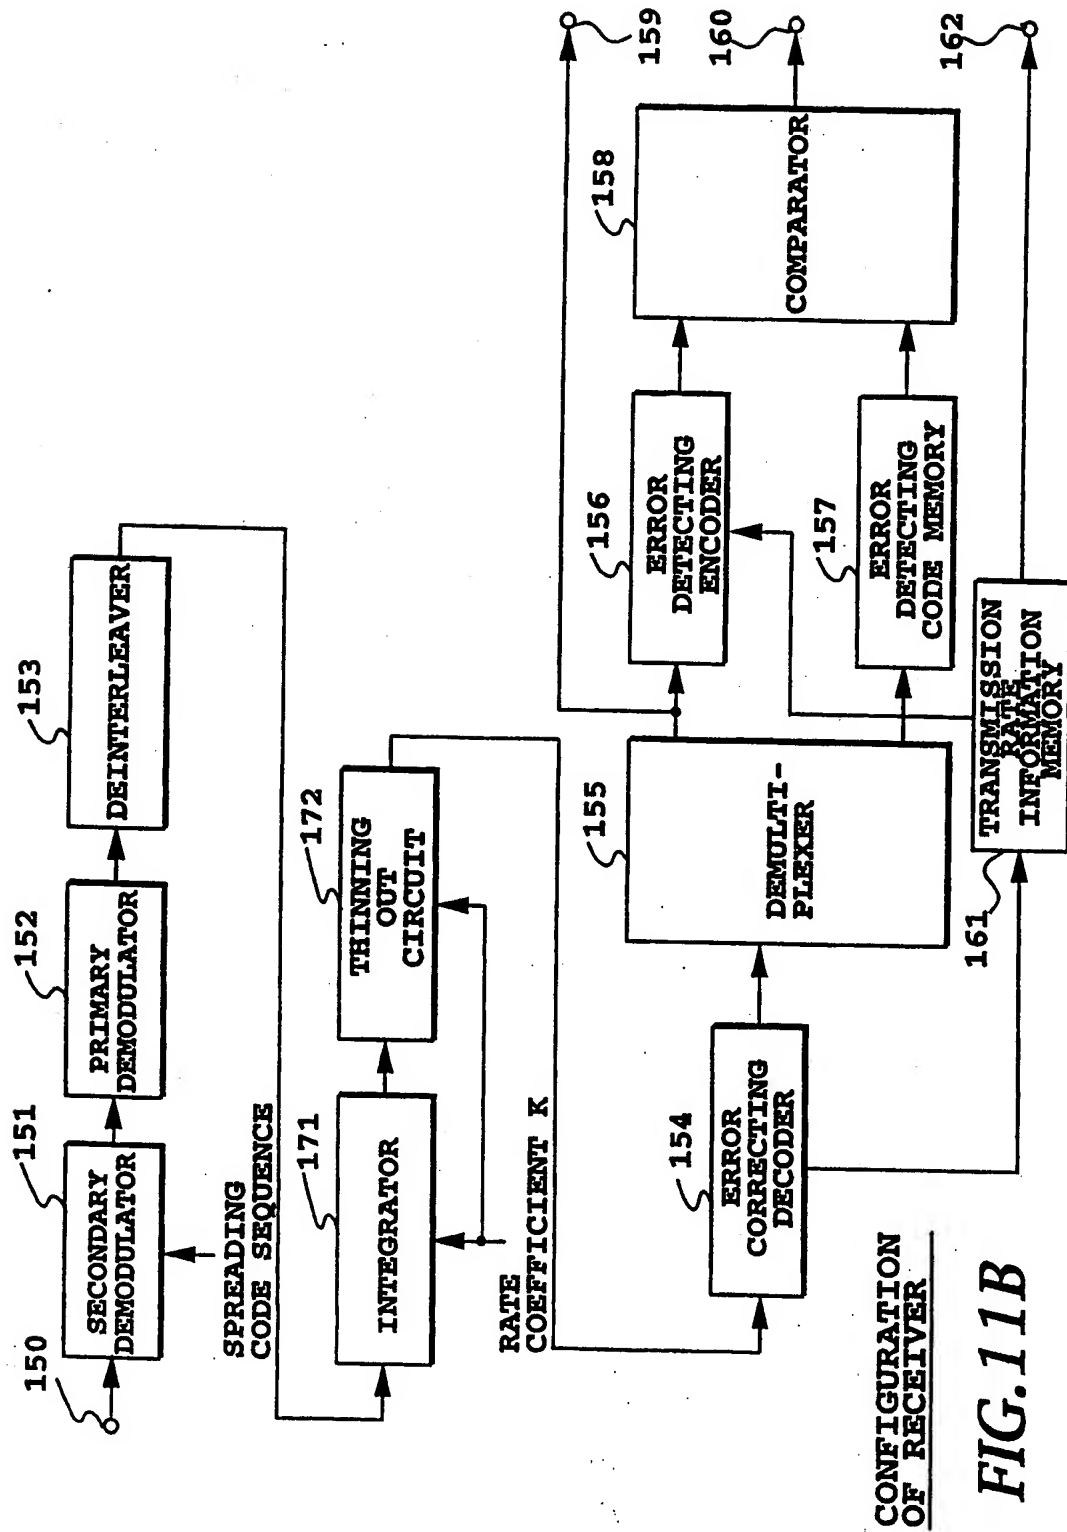 150
151
SECONDARY
DEMODULATOR
SPREADING
CODE SEQUENCE
152
PRIMARY
DEMODULATOR
153
DEINTERLEAVER
171
INTEGRATOR
RATE
COEFFICIENT K
172
THINNING
OUT
CIRCUIT
154
ERROR
CORRECTING
DECODER
155
DEMULTI-
PLEXER
156
ERROR
DETECTING
ENCODER
157
ERROR
DETECTING
CODE MEMORY
158
COMPARATOR
159
160
161
TRANSMISSION
RATE
INFORMATION
MEMORY
162
CONFIGURATION
OF RECEIVER
FIG.11B